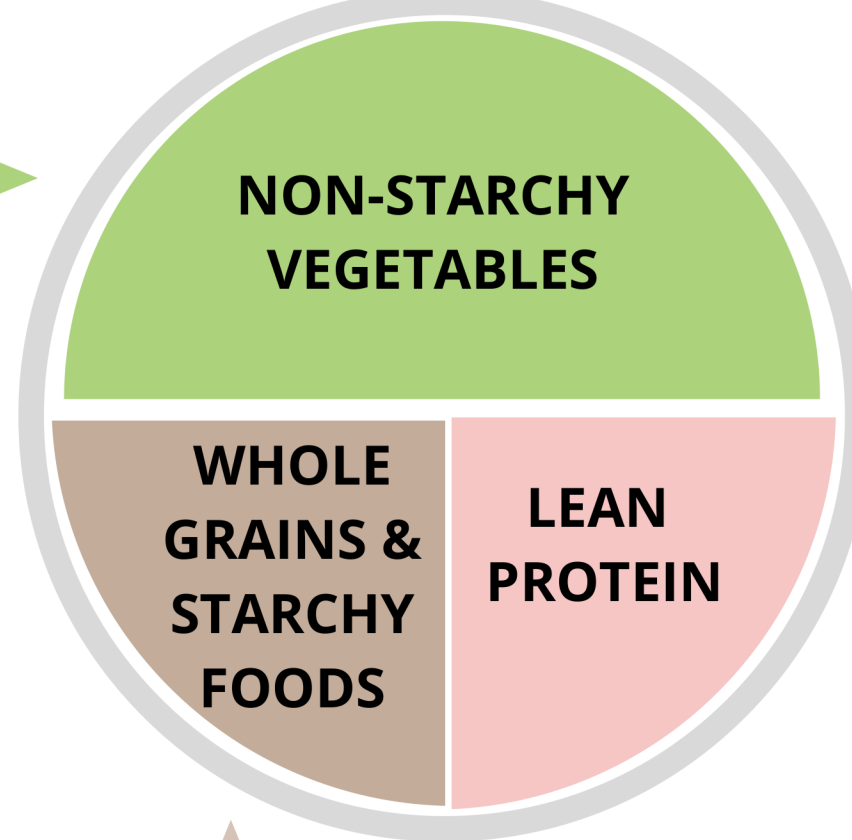 NON-STARCHY
VEGETABLES
WHOLE
GRAINS &
STARCHY
FOODS
LEAN
PROTEIN